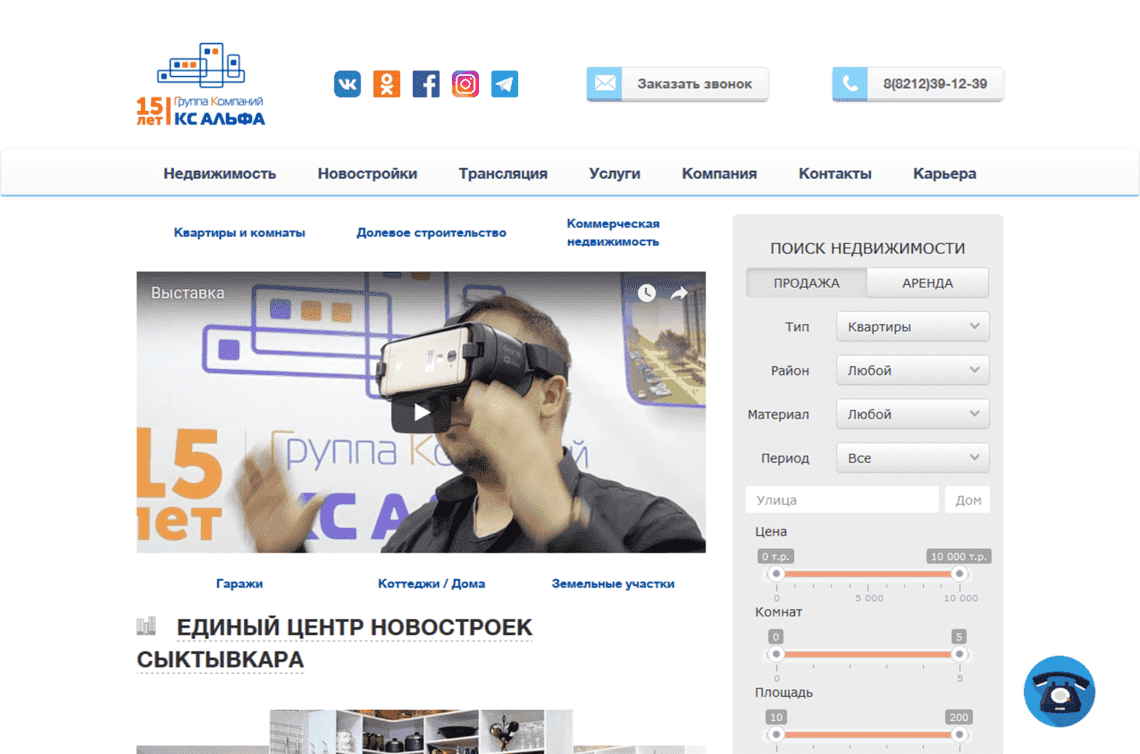 15 лет
Группа Компаний
КС АЛЬФА
Заказать звонок
8(8212)39-12-39
Недвижимость Новостройки Трансляция Услуги Компания Контакты Карьера
Квартиры и комнаты
Долевое строительство
Коммерческая
недвижимость
Выставка
15
лет
Группа Ко й
КС А
Гаражи
Коттеджи / Дома
Земельные участки
ЕДИНЫЙ ЦЕНТР НОВОСТРОЕК
СЫКТЫВКАРА
ПОИСК НЕДВИЖИМОСТИ
ПРОДАЖА АРЕНДА
Тип Квартиры
Район Любой
Материал Любой
Период Все
Улица Дом
Цена
0 т.р. 10 000 т.р.
0 5 000 10 000
Комнат
0 5
0 5
Площадь
10 200